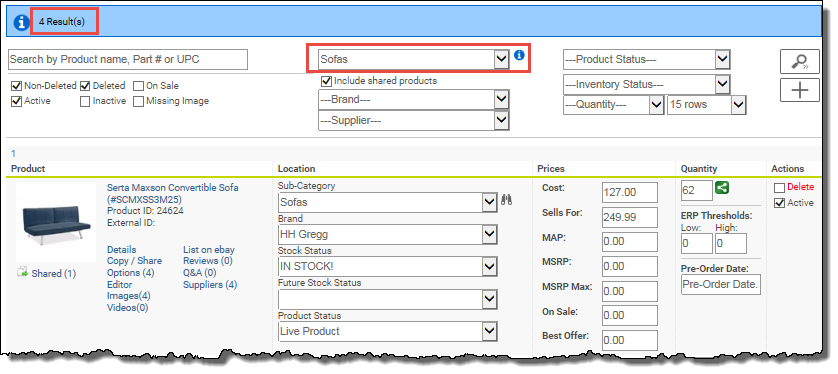 4 Result(s)
Search by Product name, Part # or UPC
Sofas
---Product Status---
Non-Deleted Deleted On Sale
Include shared products
---Inventory Status---
Active Inactive Missing Image
---Brand---
---Quantity--- 15 rows
---Supplier---
1
Product Location Prices Quantity Actions
Serta Maxson Convertible Sofa
(#SCMXSS3M25)
Product ID: 24624
External ID:
Details List on ebay
Copy / Share Reviews (0)
Options (4) Q&A (0)
Editor Suppliers (4)
Images(4)
Videos(0)
Shared (1)
Sub-Category
Sofas
Brand
HH Gregg
Stock Status
IN STOCK!
Future Stock Status
Product Status
Live Product
Cost: 127.00
Sells For: 249.99
MAP: 0.00
MSRP: 0.00
MSRP Max: 0.00
On Sale: 0.00
Best Offer: 0.00
62
ERP Thresholds:
Low: High:
0 0
Pre-Order Date:
Pre-Order Date.
Delete
Active